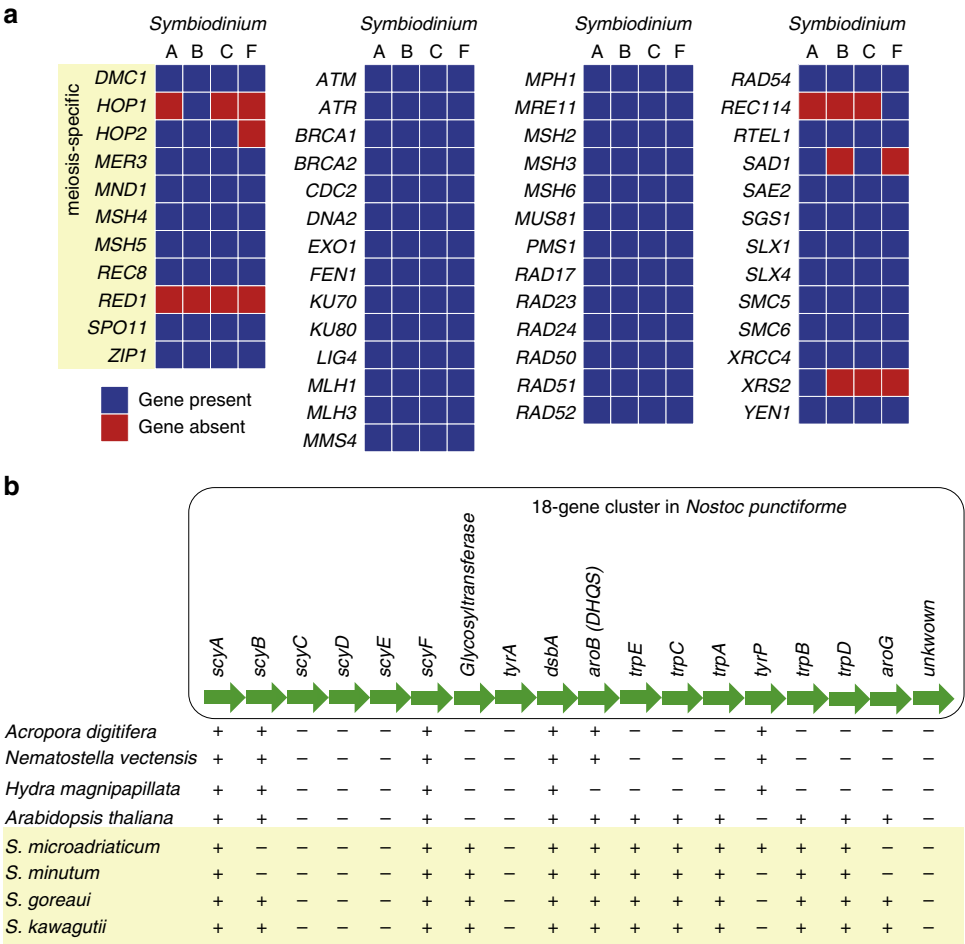 a
Symbiodinium
A B C F
meiosis-specific
DMC1
HOP1
HOP2
MER3
MND1
MSH4
MSH5
REC8
RED1
SPO11
ZIP1
Gene present
Gene absent
Symbiodinium
A B C F
ATM
ATR
BRCA1
BRCA2
CDC2
DNA2
EXO1
FEN1
KU70
KU80
LIG4
MLH1
MLH3
MMS4
Symbiodinium
A B C F
MPH1
MRE11
MSH2
MSH3
MSH6
MUS81
PMS1
RAD17
RAD23
RAD24
RAD50
RAD51
RAD52
Symbiodinium
A B C F
RAD54
REC114
RTEL1
SAD1
SAE2
SGS1
SLX1
SLX4
SMC5
SMC6
XRCC4
XRS2
YEN1
b
18-gene cluster in Nostoc punctiforme
scyA
scyB
scyC
scyD
scyE
scyF
Glycosyltransferase
tyrA
dsbA
aroB (DHQS)
trpE
trpC
trpA
tyrP
trpB
trpD
aroG
unkwown
Acropora digitifera + + – – – + – – + + – – – + – – – –
Nematostella vectensis + + – – – + – – + + – – – + – – – –
Hydra magnipapillata + + – – – + – – + – – – – + – – – –
Arabidopsis thaliana + + – – – + – – + + + + + – + + + –
S. microadriaticum + – – – – + + – + + + + + + + + – –
S. minutum + – – – – + + – + + + + + – + + – –
S. goreaui + + – – – + + – + + + + + – + + + –
S. kawagutii + + – – – + + – + + + + + – + + + –